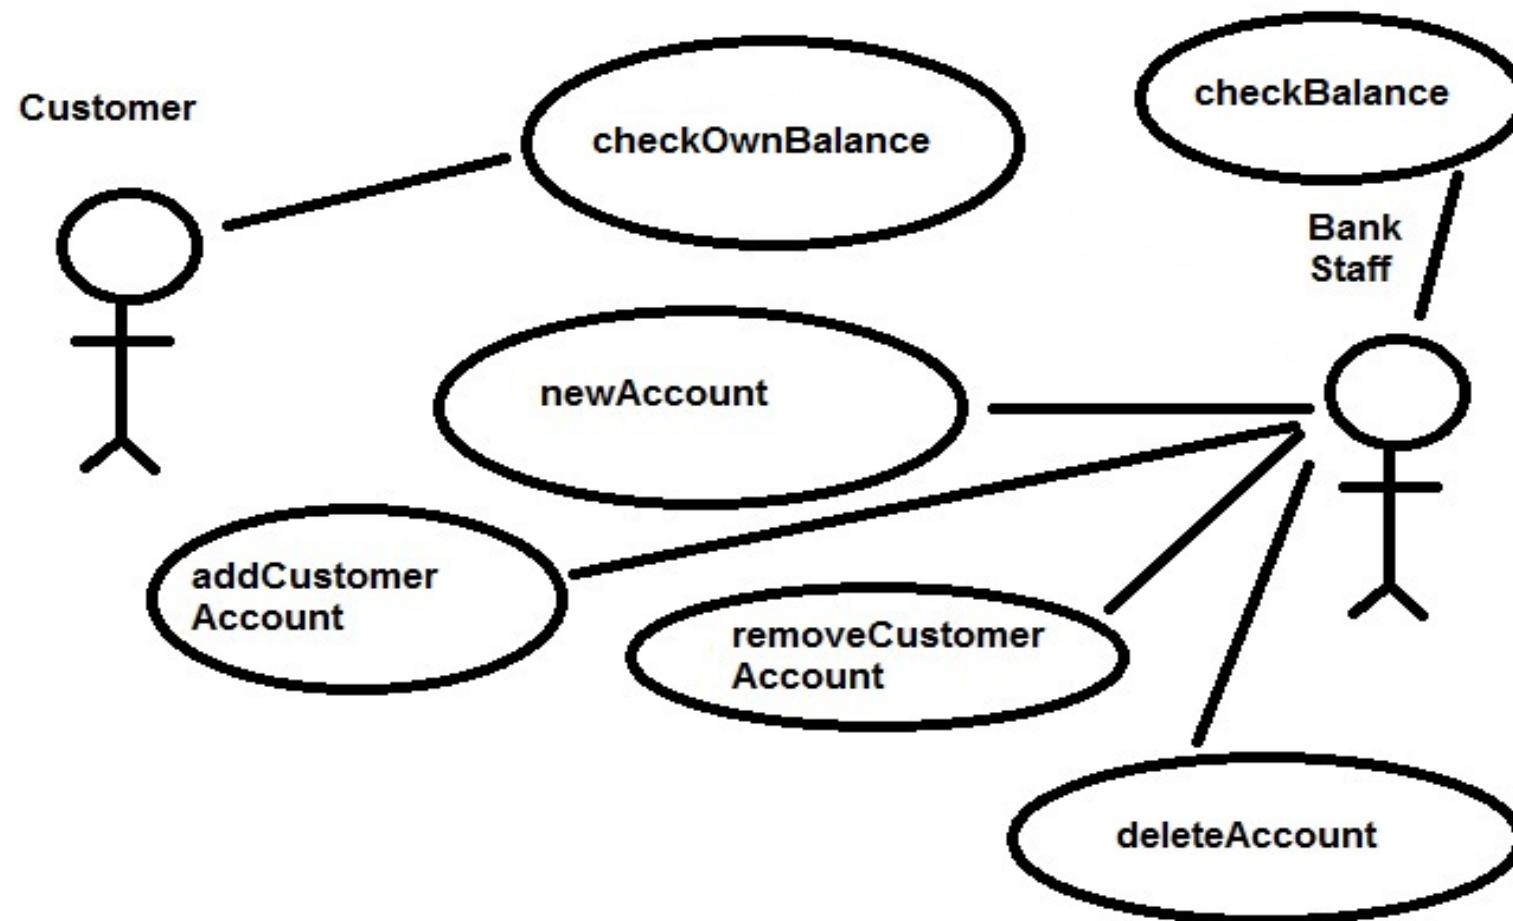 Customer
checkOwnBalance
checkBalance
Bank
Staff
newAccount
addCustomer
Account
removeCustomer
Account
deleteAccount